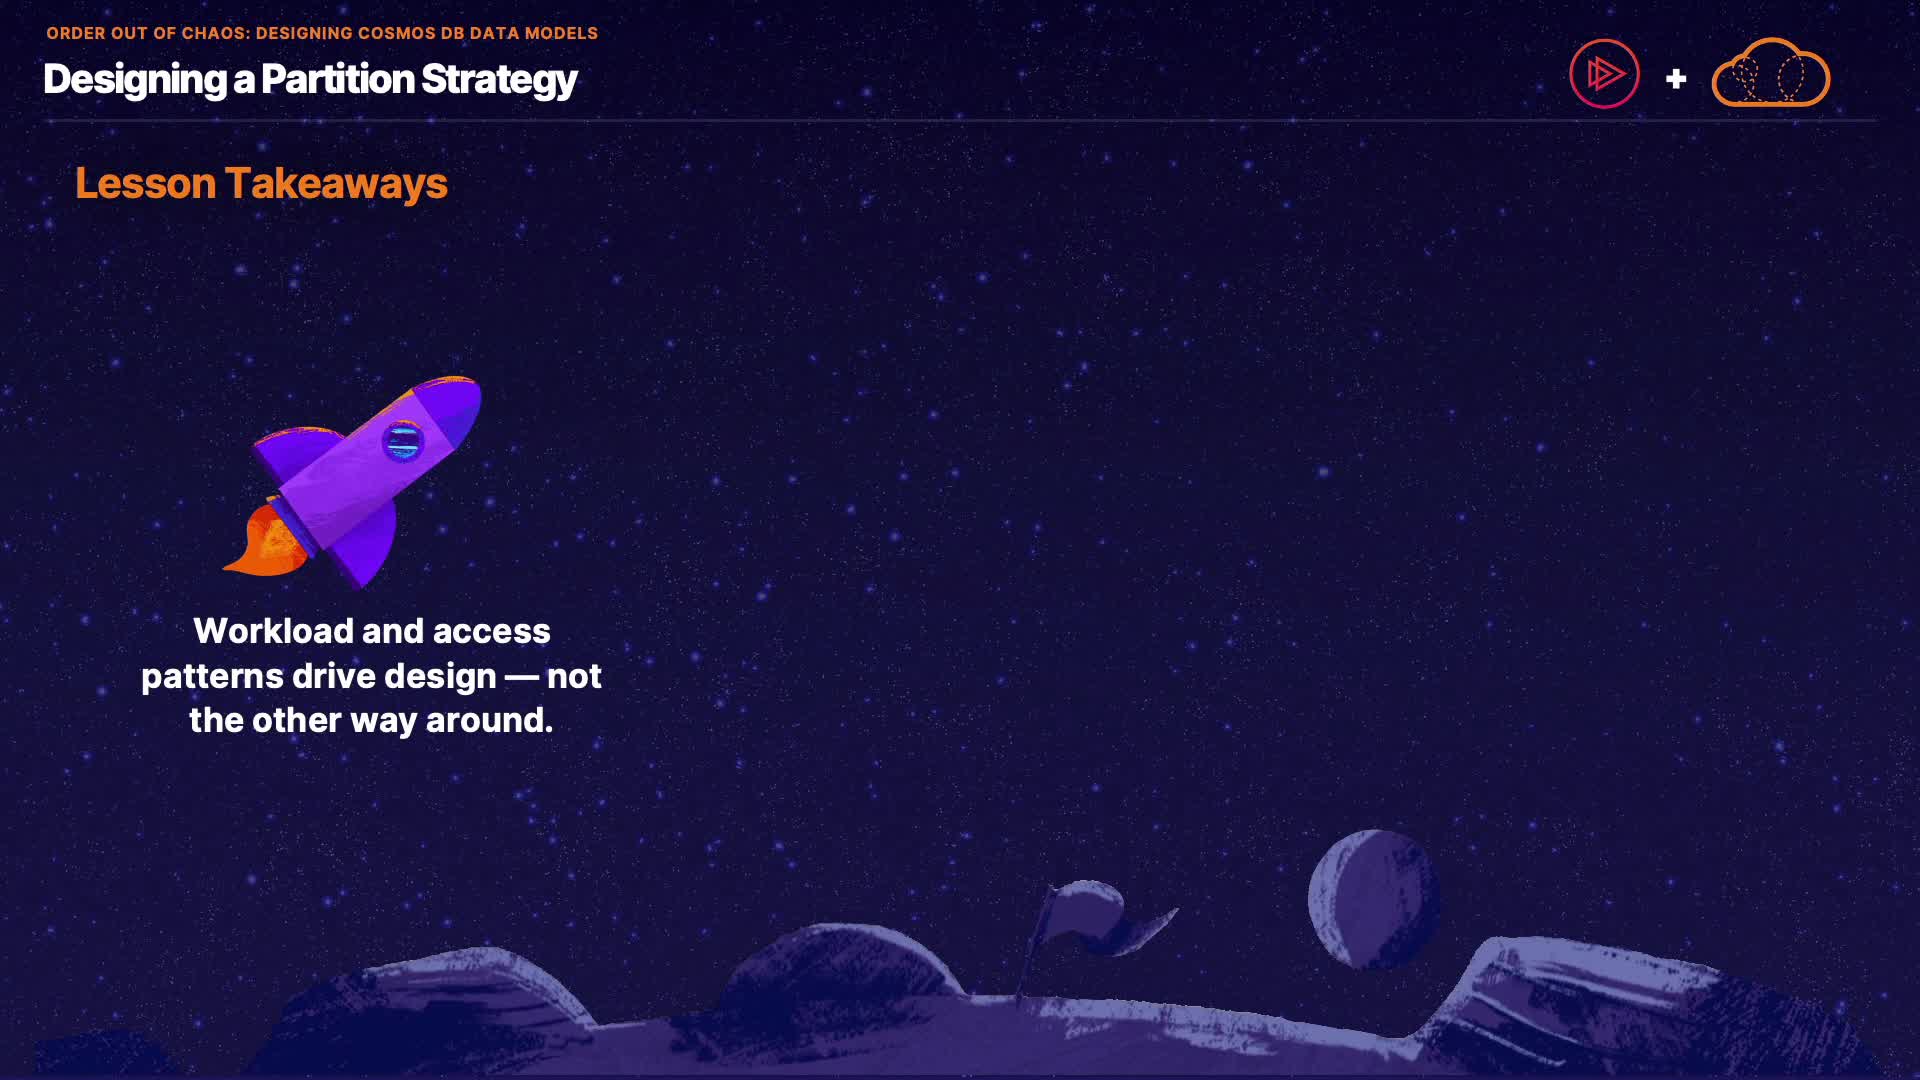 ORDER OUT OF CHAOS: DESIGNING COSMOS DB DATA MODELS
Designing a Partition Strategy
+
Lesson Takeaways
Workload and access
patterns drive design — not
the other way around.